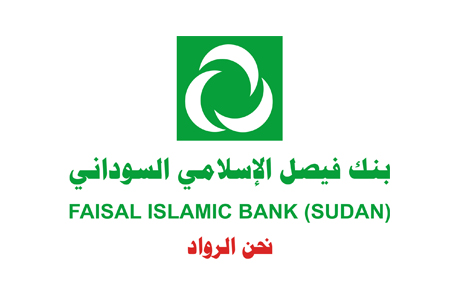 بنك فيصل الإسلامي السوداني
FAISAL ISLAMIC BANK (SUDAN)
نحن الرواد